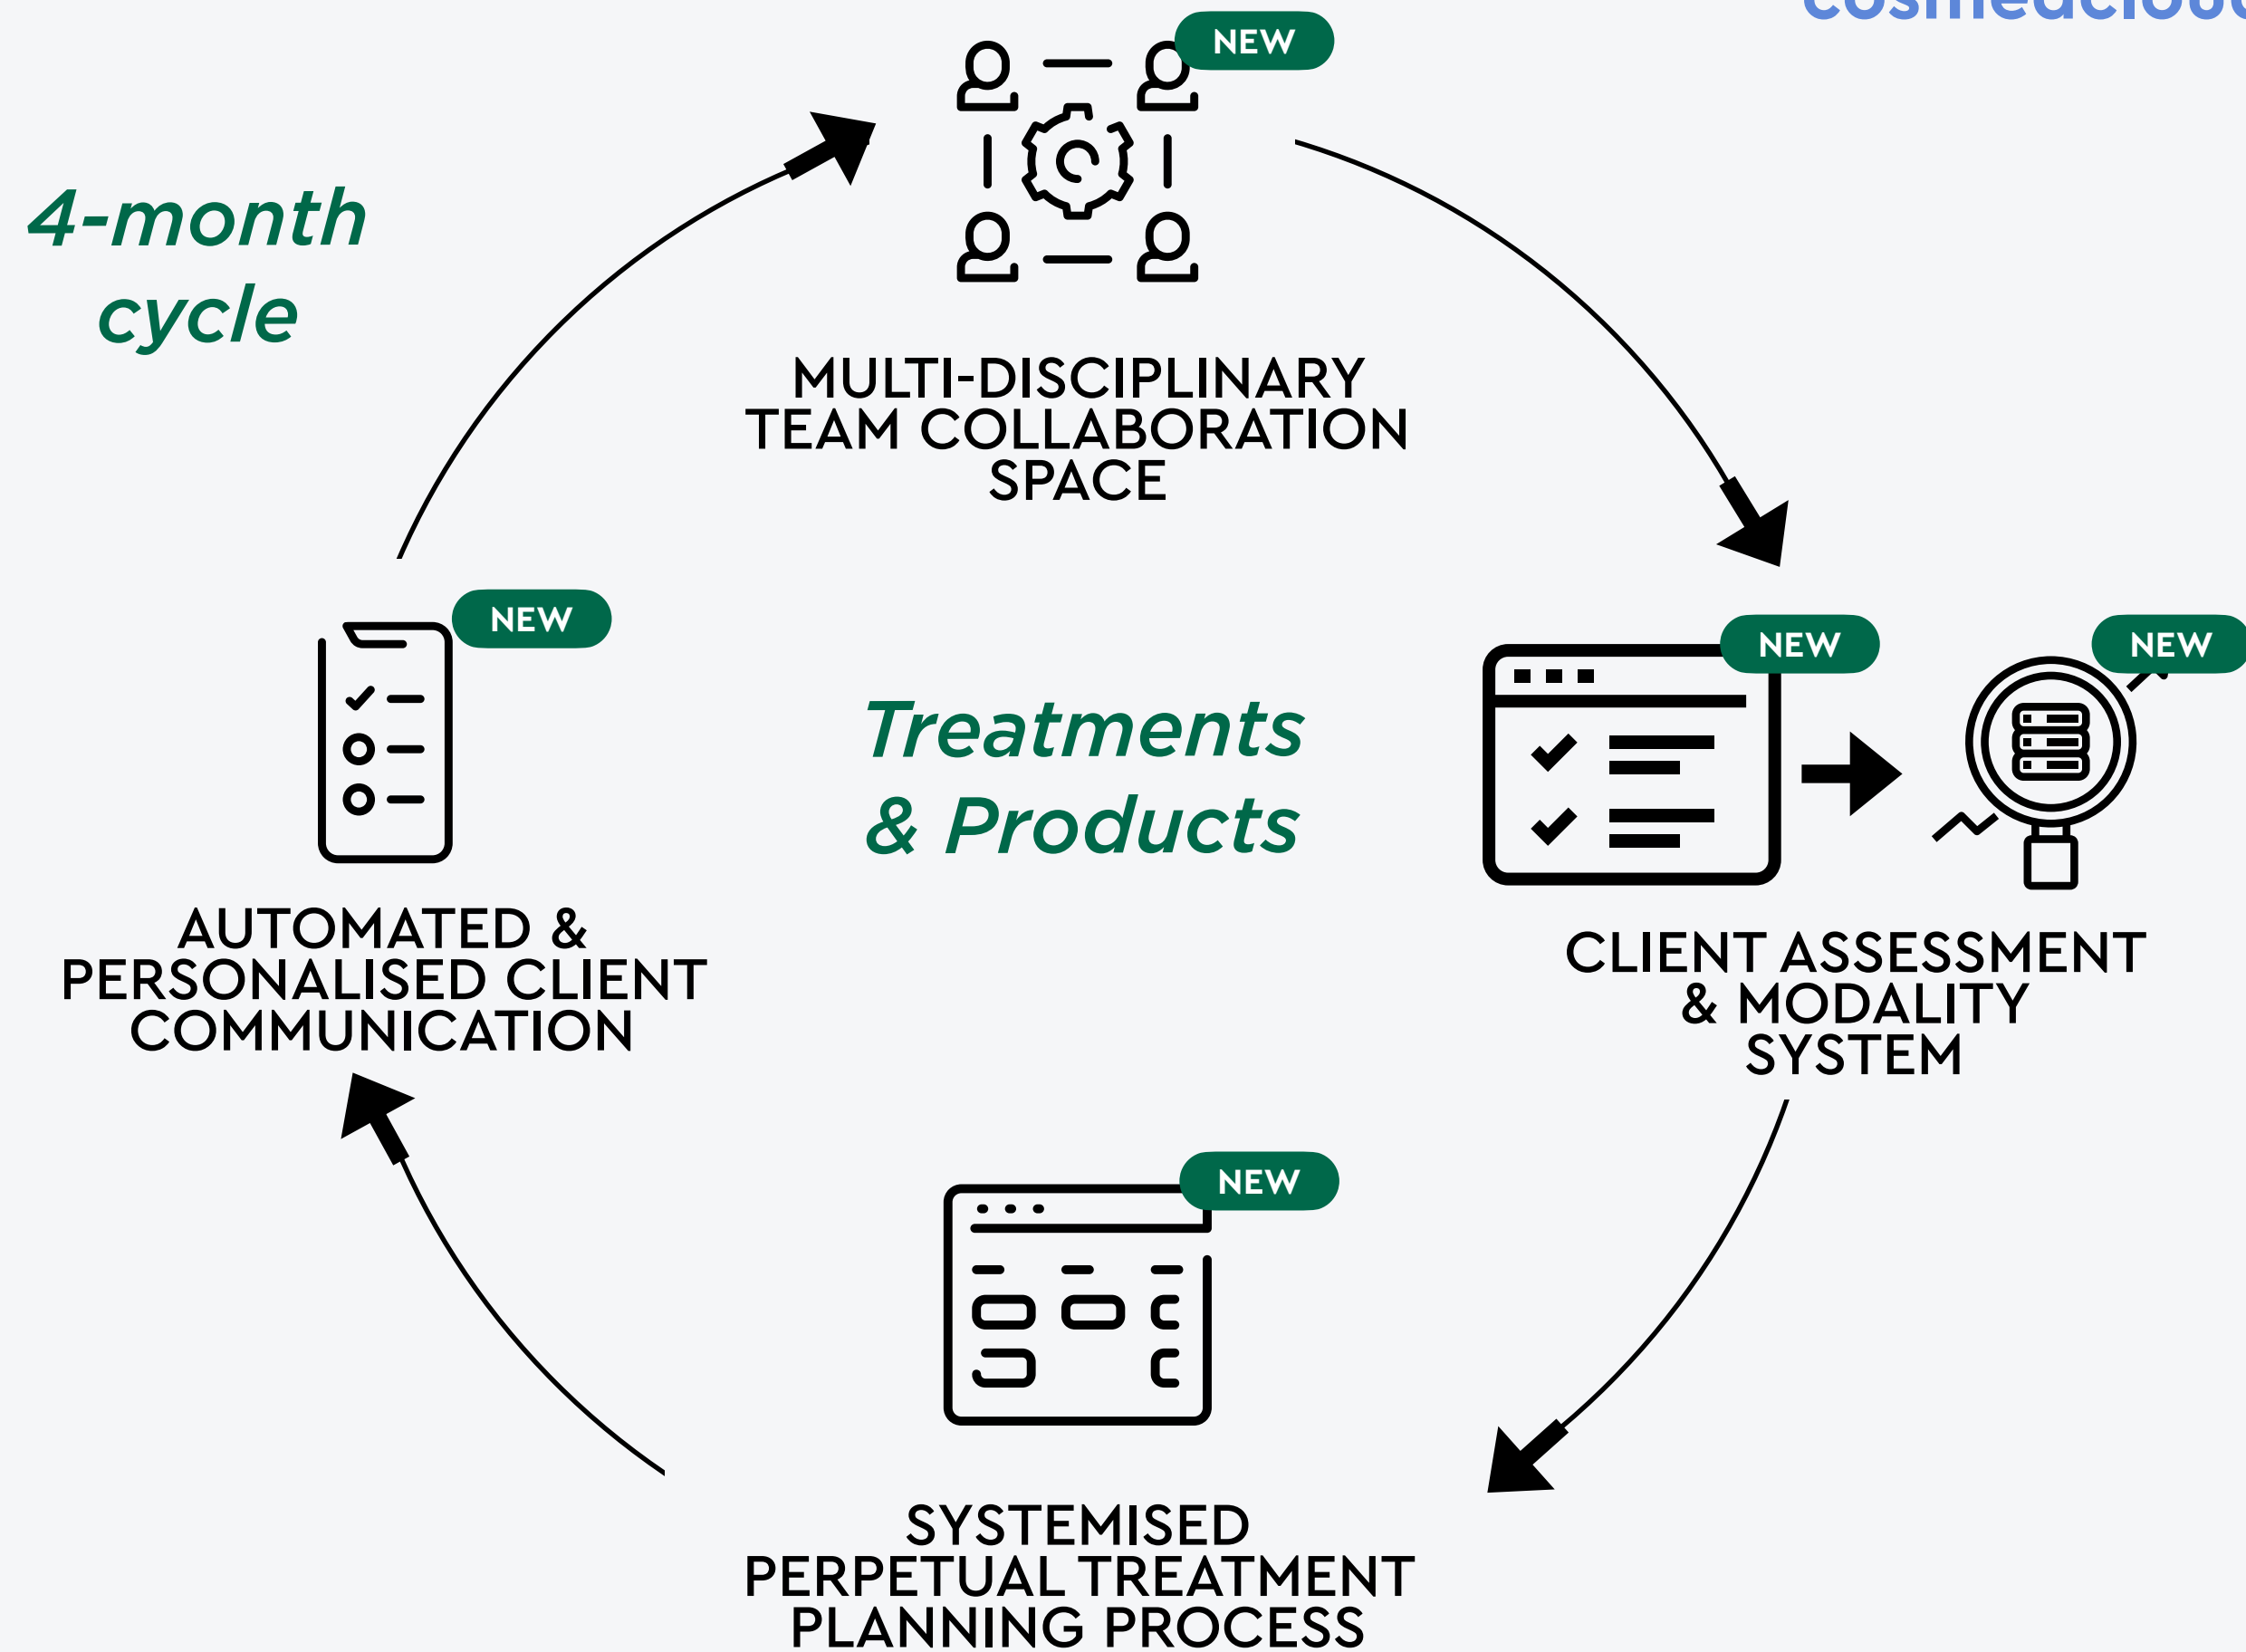 NEW
4-month
cycle
MULTI-DISCIPLINARY
TEAM COLLABORATION
SPACE
NEW
NEW
NEW
Treatments
& Products
AUTOMATED &
PERSONALISED CLIENT
COMMUNICATION
CLIENT ASSESSMENT
& MODALITY
SYSTEM
NEW
SYSTEMISED
PERPETUAL TREATMENT
PLANNING PROCESS